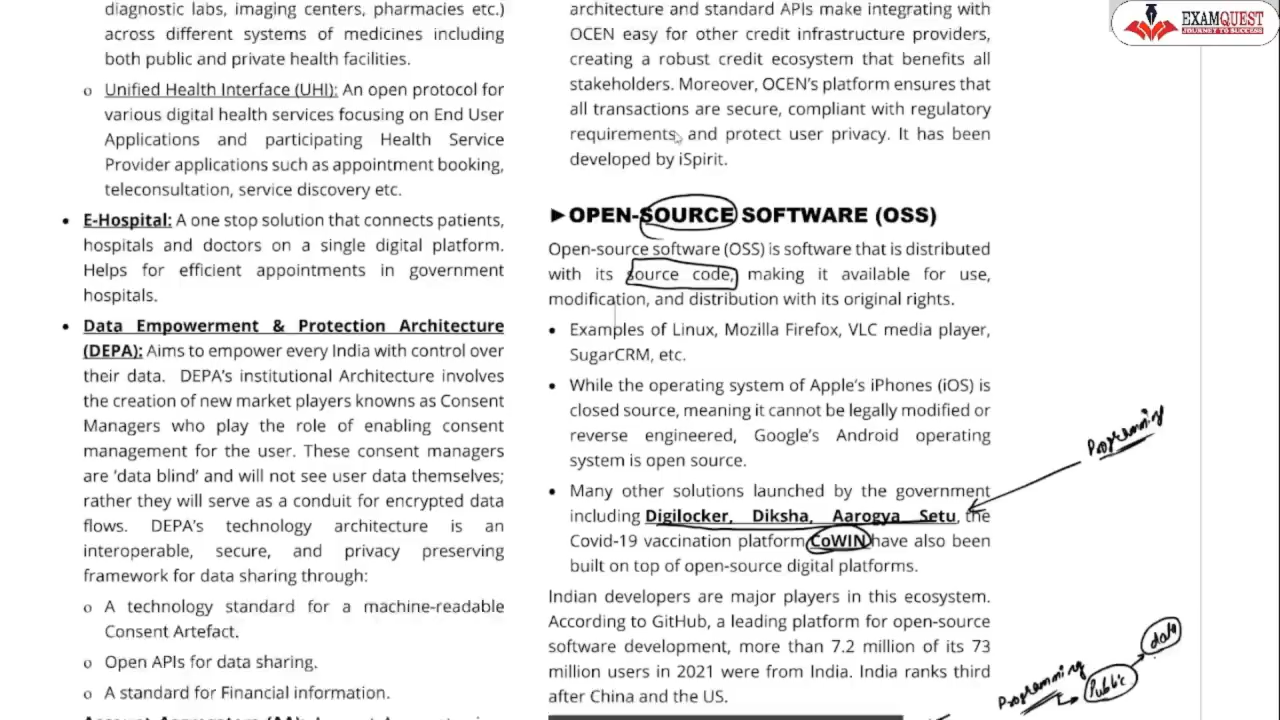 diagnostic labs, imaging centers, pharmacies etc.)
across different systems of medicines including
both public and private health facilities.
o Unified Health Interface (UHI): An open protocol for
various digital health services focusing on End User
Applications and participating Health Service
Provider applications such as appointment booking,
teleconsultation, service discovery etc.
• E-Hospital: A one stop solution that connects patients,
hospitals and doctors on a single digital platform.
Helps for efficient appointments in government
hospitals.
• Data Empowerment & Protection Architecture
(DEPA): Aims to empower every India with control over
their data. DEPA's institutional Architecture involves
the creation of new market players knowns as Consent
Managers who play the role of enabling consent
management for the user. These consent managers
are 'data blind' and will not see user data themselves;
rather they will serve as a conduit for encrypted data
flows. DEPA's technology architecture is an
interoperable, secure, and privacy preserving
framework for data sharing through:
o A technology standard for a machine-readable
Consent Artefact.
o Open APIs for data sharing.
o A standard for Financial information.
architecture and standard APIs make integrating with
OCEN easy for other credit infrastructure providers,
creating a robust credit ecosystem that benefits all
stakeholders. Moreover, OCEN's platform ensures that
all transactions are secure, compliant with regulatory
requirements, and protect user privacy. It has been
developed by iSpirit.
►OPEN-SOURCE SOFTWARE (OSS)
Open-source software (OSS) is software that is distributed
with its source code, making it available for use,
modification, and distribution with its original rights.
• Examples of Linux, Mozilla Firefox, VLC media player,
SugarCRM, etc.
• While the operating system of Apple's iPhones (iOS) is
closed source, meaning it cannot be legally modified or
reverse engineered, Google's Android operating
system is open source.
• Many other solutions launched by the government
including Digilocker, Diksha, Aarogya Setu, the
Covid-19 vaccination platform CoWIN have also been
built on top of open-source digital platforms.
Indian developers are major players in this ecosystem.
According to GitHub, a leading platform for open-source
software development, more than 7.2 million of its 73
million users in 2021 were from India. India ranks third
after China and the US.
EXAMQUEST
JOURNEY TO SUCCESS
Programming
Programming
Public
data